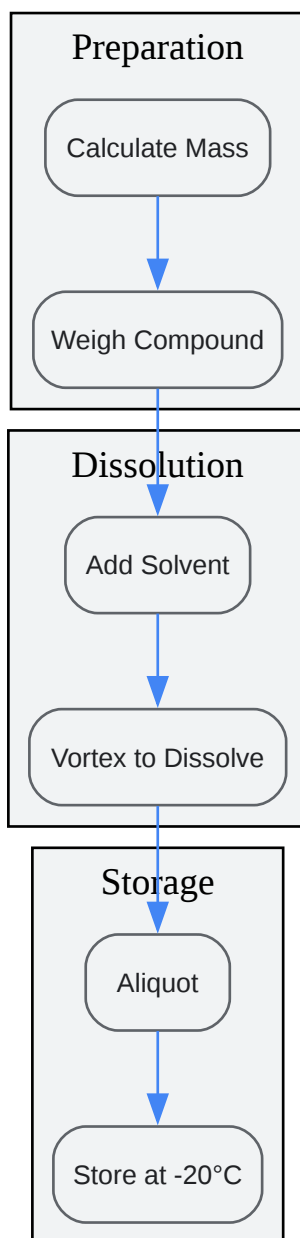 Preparation
Calculate Mass
Weigh Compound
Dissolution
Add Solvent
Vortex to Dissolve
Storage
Aliquot
Store at -20°C